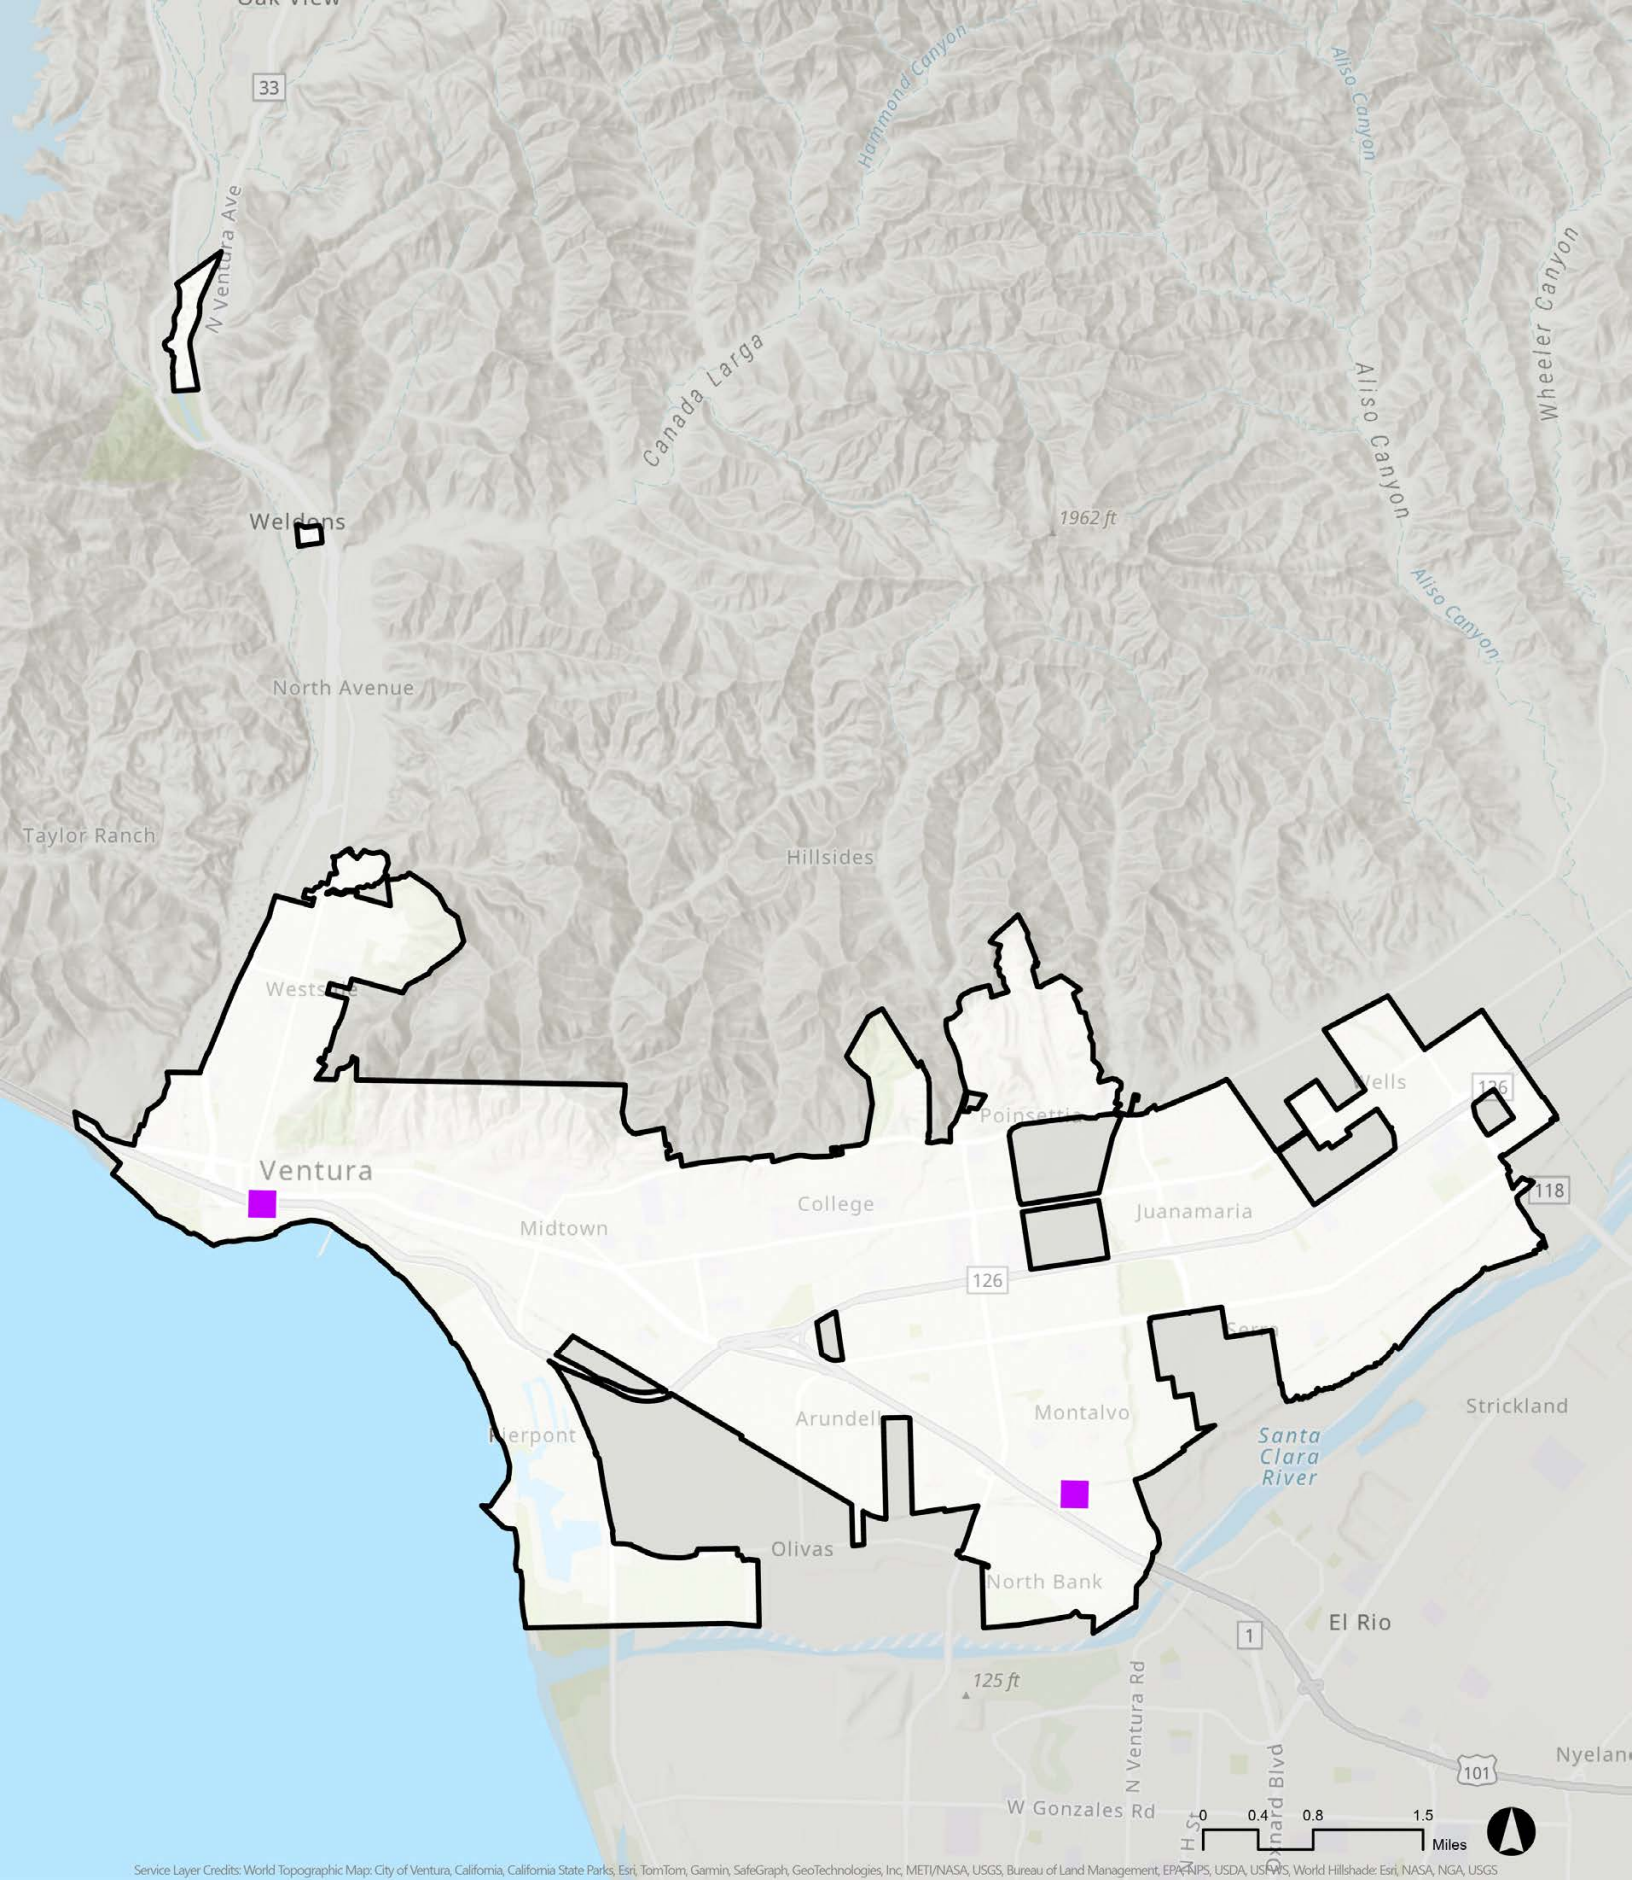 Oak View
33
Hammond Canyon
Aliso Canyon
N Ventura Ave
Wheeler Canyon
Canada Larga
Aliso Canyon
1962 ft
Weldons
Aliso Canyon
North Avenue
Taylor Ranch
Hillsides
Westside
Wells
126
Poinsettia
Ventura
118
College
Juanamaria
Midtown
126
Serra
Strickland
Arundell
Montalvo
Pierpont
Santa
Clara
River
Olivas
North Bank
El Rio
1
125 ft
N Ventura Rd
Nyelan
101
W Gonzales Rd
N H St
Oxnard Blvd
0 0.4 0.8 1.5
Miles
Service Layer Credits: World Topographic Map: City of Ventura, California, California State Parks, Esri, TomTom, Garmin, SafeGraph, GeoTechnologies, Inc, METI/NASA, USGS, Bureau of Land Management, EPA, NPS, USDA, USFWS, World Hillshade: Esri, NASA, NGA, USGS